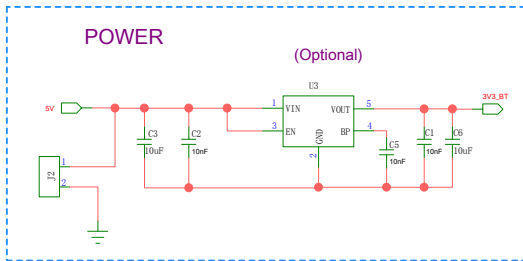 POWER
(Optional)
U3
5V
1 VIN VOUT 5
3V3_BT
3 EN BP 4
GND
2
C3
10uF
C2
10nF
C5
10nF
C1
10nF
C6
10uF
J2
1
2